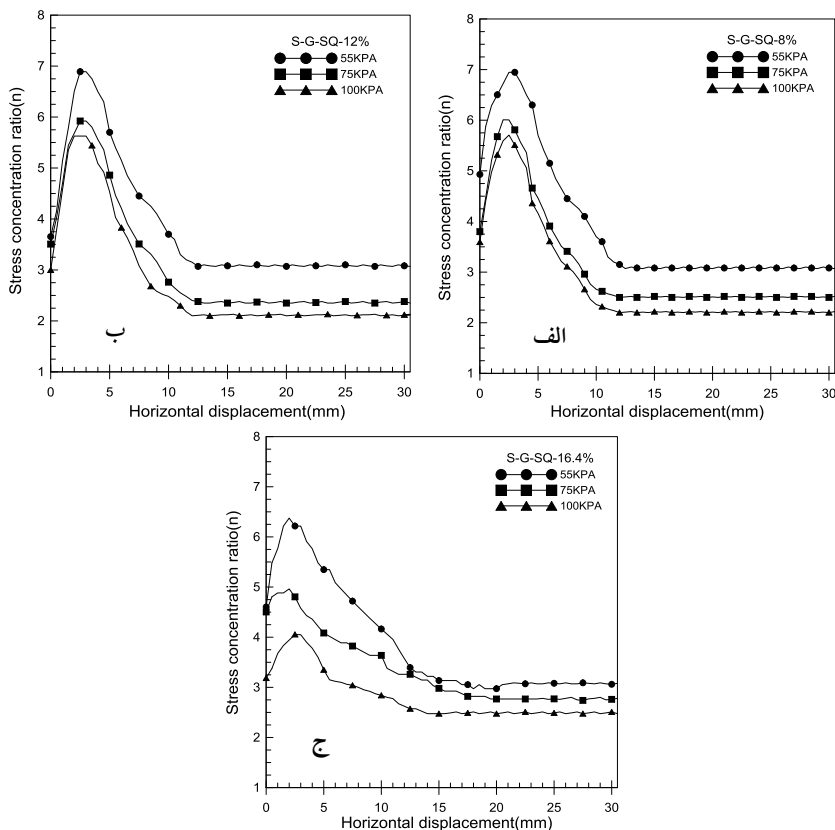 S-G-SQ-12%
55KPA
75KPA
100KPA
Stress concentration ratio(n)
8
7
6
5
4
3
2
1
ب
0 5 10 15 20 25 30
Horizontal displacement(mm)
S-G-SQ-8%
55KPA
75KPA
100KPA
Stress concentration ratio(n)
8
7
6
5
4
3
2
1
الف
0 5 10 15 20 25 30
Horizontal displacement(mm)
S-G-SQ-16.4%
55KPA
75KPA
100KPA
Stress concentration ratio(n)
8
7
6
5
4
3
2
1
ج
0 5 10 15 20 25 30
Horizontal displacement(mm)